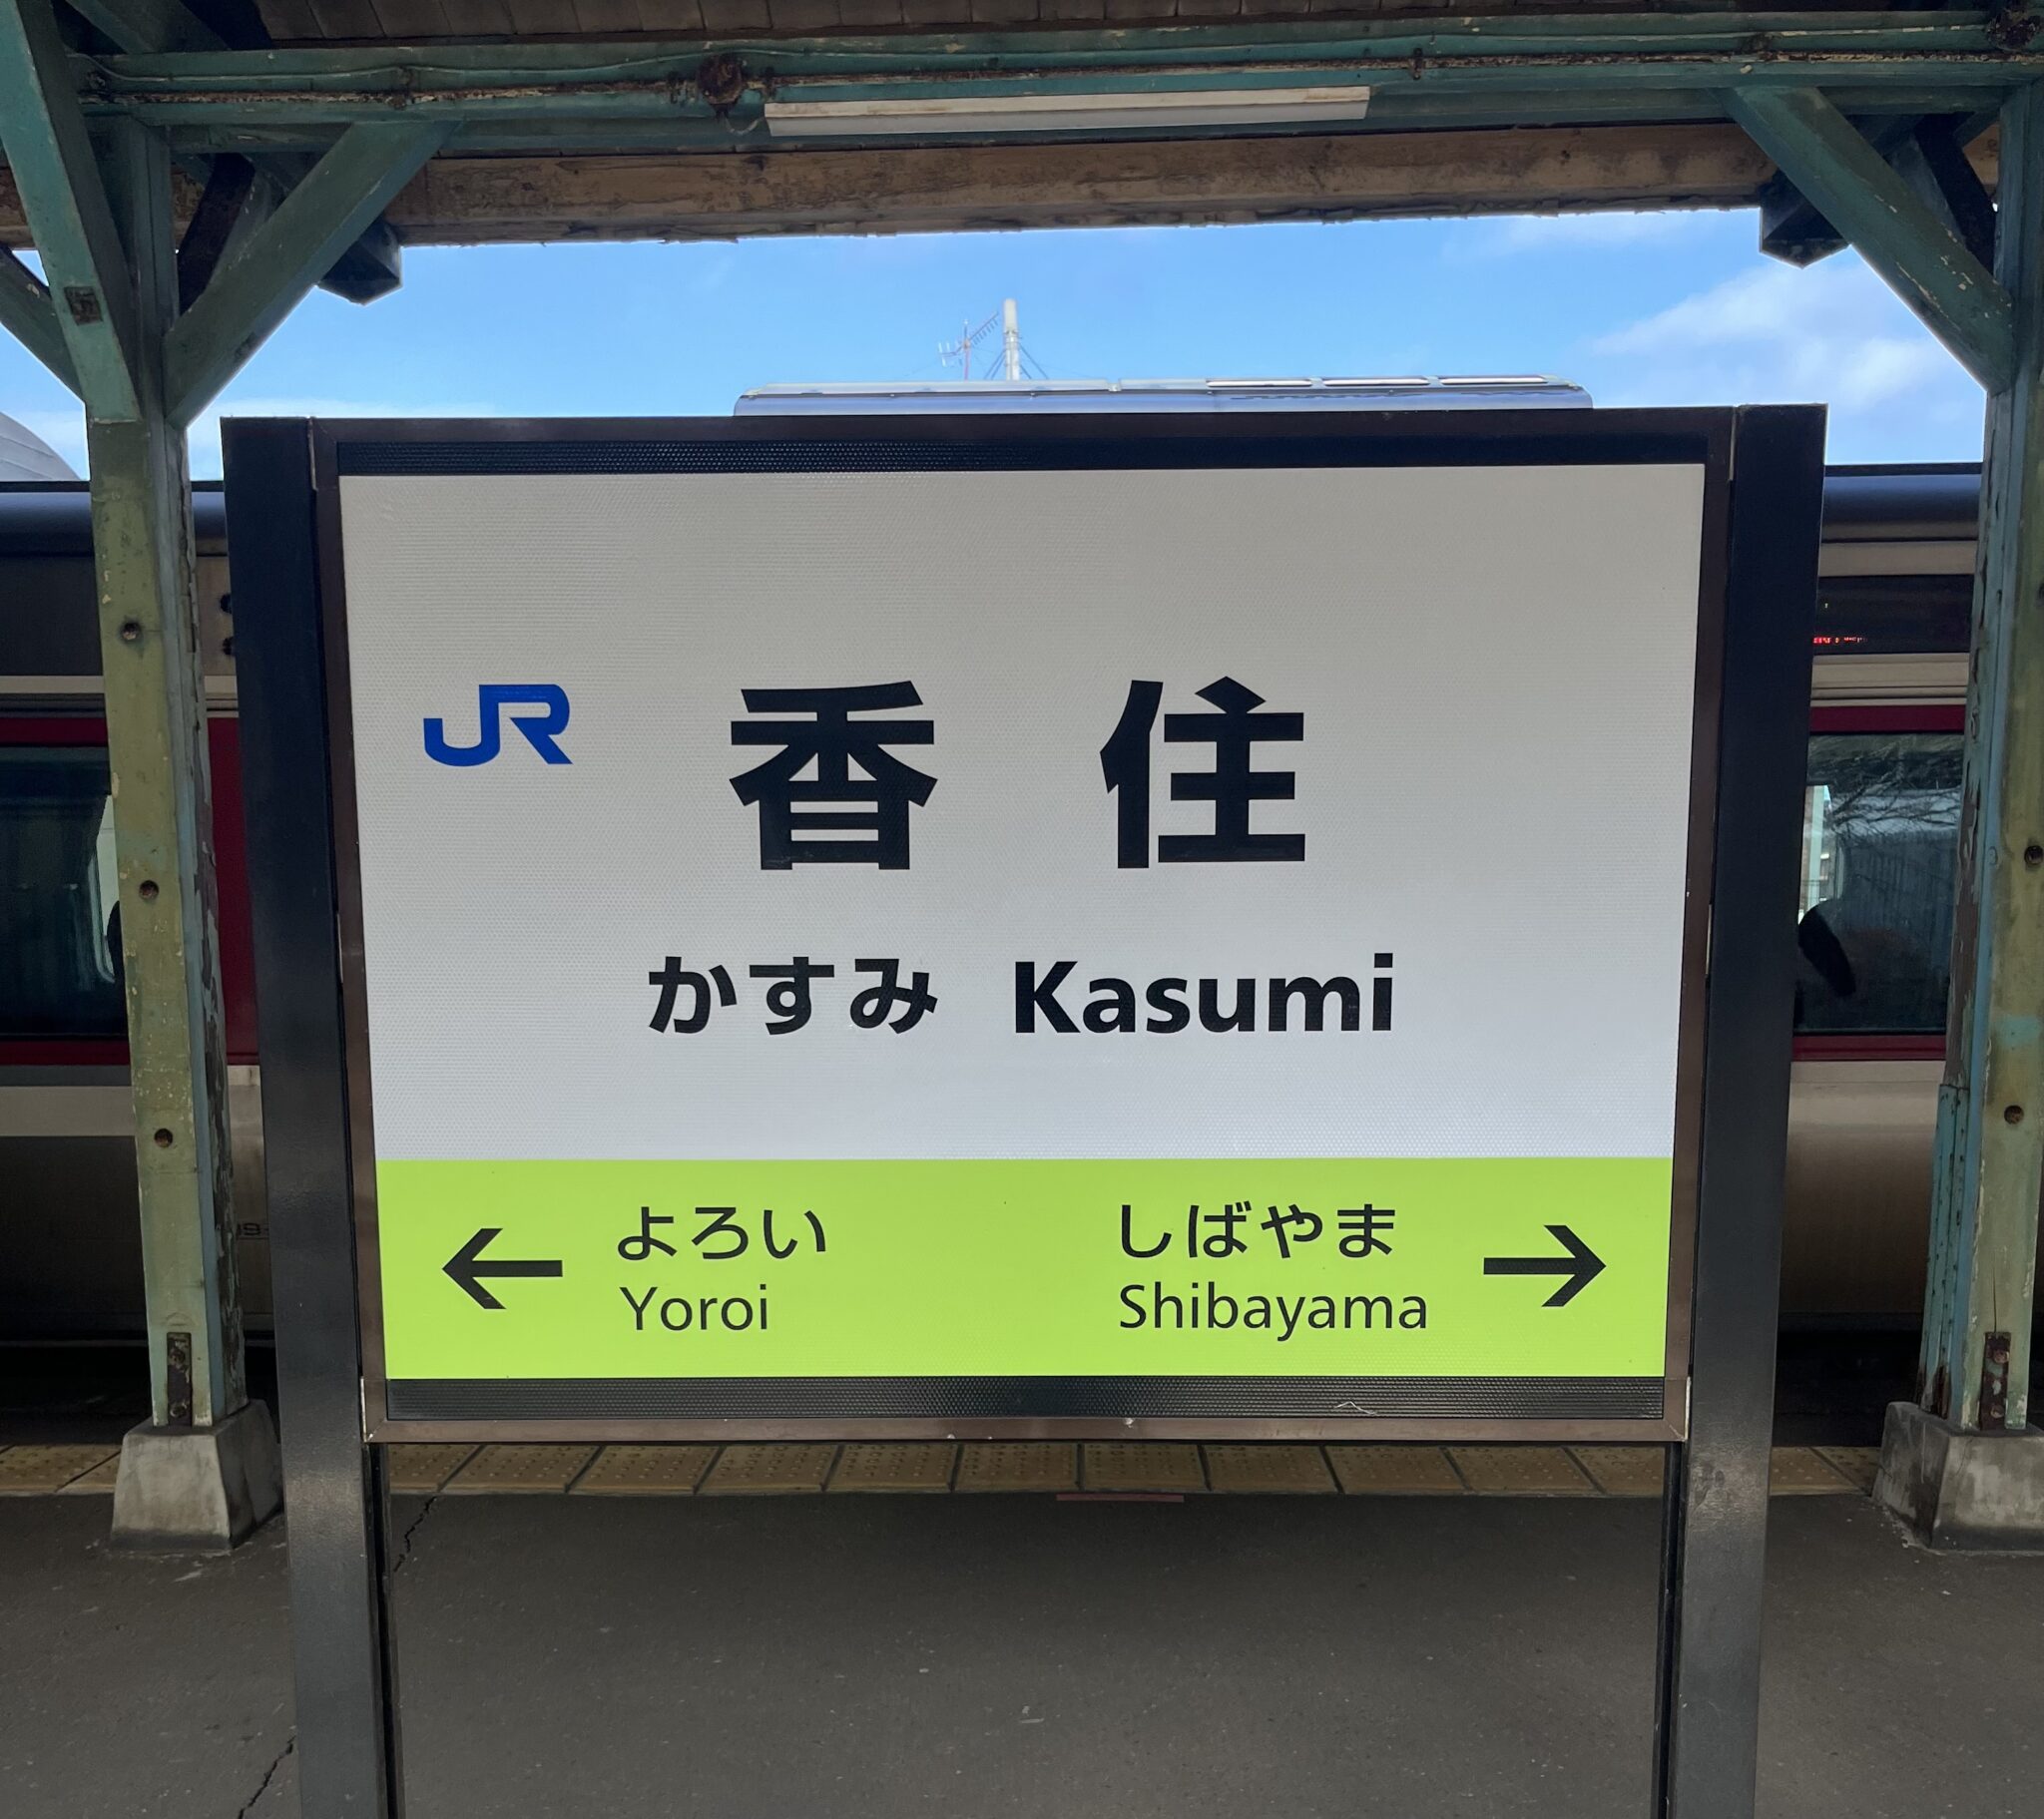 JR 香住
かすみ Kasumi
← よろい しばやま →
Yoroi Shibayama